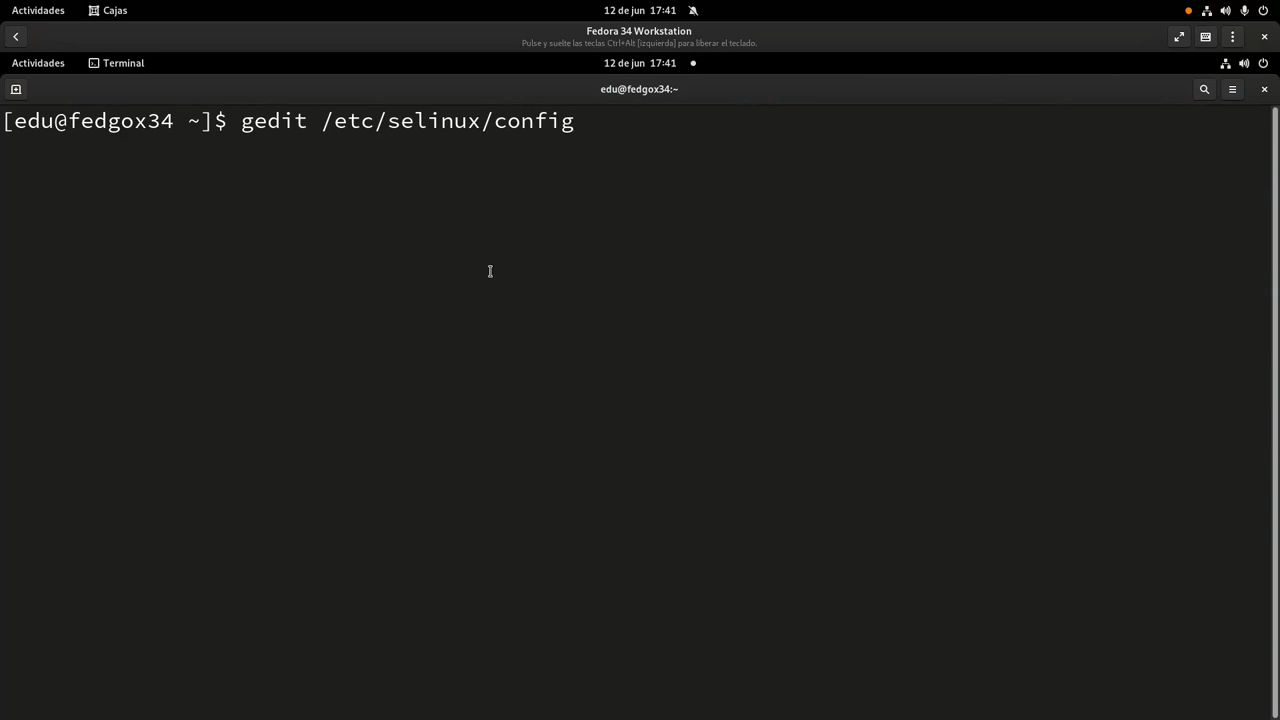 Actividades Cajas 12 de jun 17:41
Fedora 34 Workstation
Pulse y suelte las teclas Ctrl+Alt [izquierda] para liberar el teclado.
Actividades Terminal 12 de jun 17:41
edu@fedgox34:~
[edu@fedgox34 ~]$ gedit /etc/selinux/config